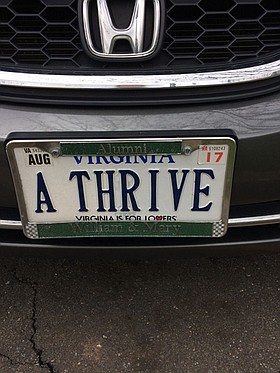 Alumni
VIRGINIA
VA
AUG
17
A THRIVE
VIRGINIA IS FOR LOVERS
William & Mary